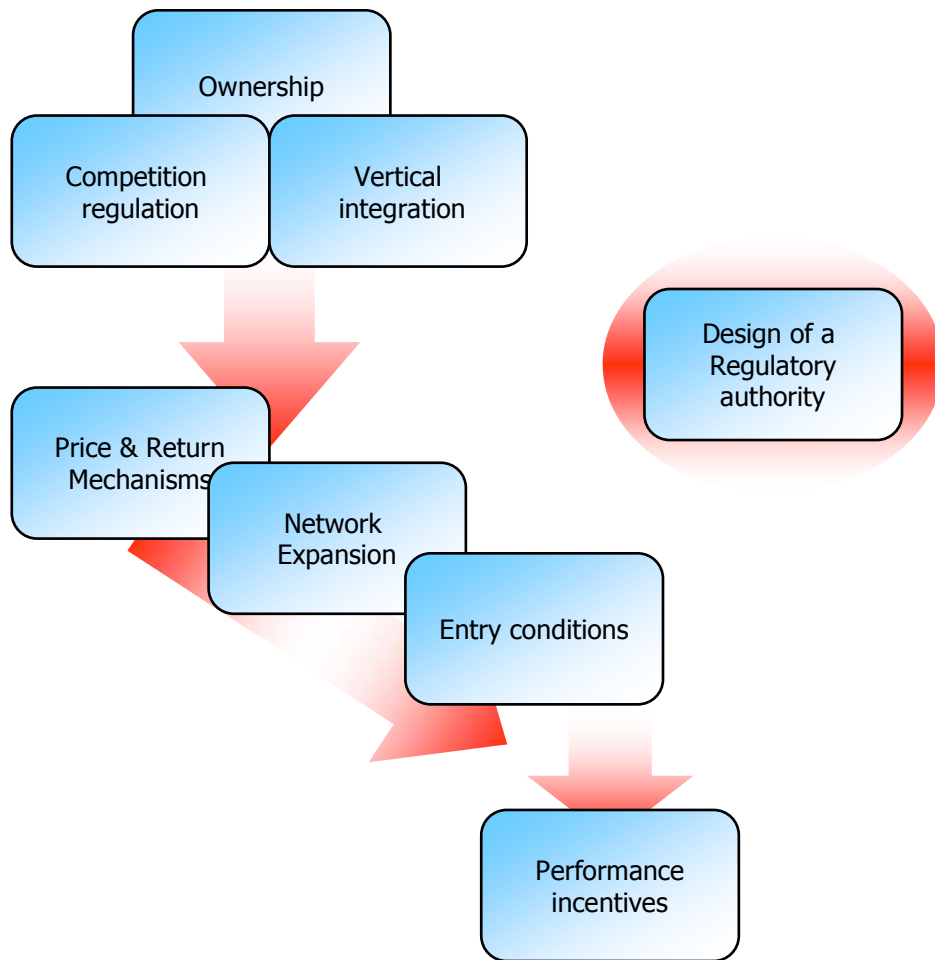 Ownership
Competition
regulation
Vertical
integration
Design of a
Regulatory
authority
Price & Return
Mechanisms
Network
Expansion
Entry conditions
Performance
incentives